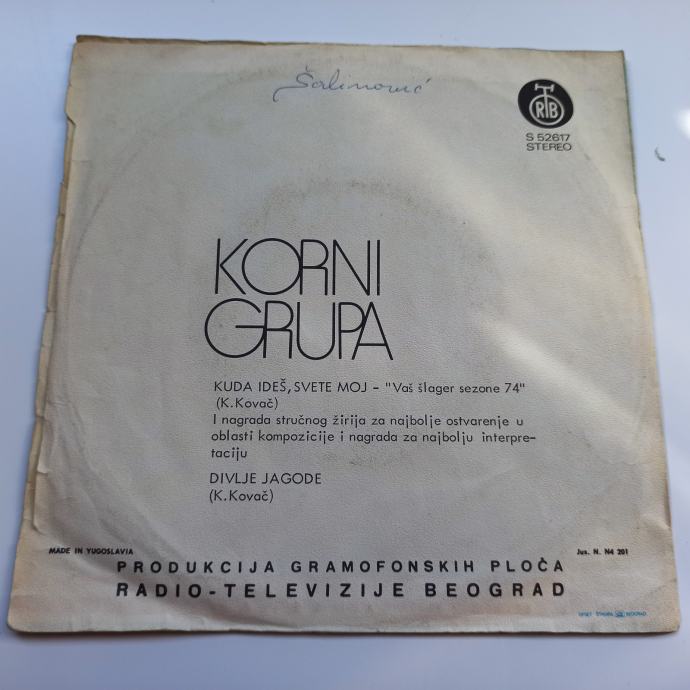 Šalinović
RTB
S 52617
STEREO
KORNI
GRUPA
KUDA IDEŠ, SVETE MOJ - "Vaš šlager sezone 74"
(K. Kovač)
I nagrada stručnog žirija za najbolje ostvarenje u
oblasti kompozicije i nagrada za najbolju interpre-
taciju
DIVLJE JAGODE
(K. Kovač)
MADE IN YUGOSLAVIA
Jus. N. N4 201
PRODUKCIJA GRAMOFONSKIH PLOČA
RADIO-TELEVIZIJE BEOGRAD
BEOGRAD